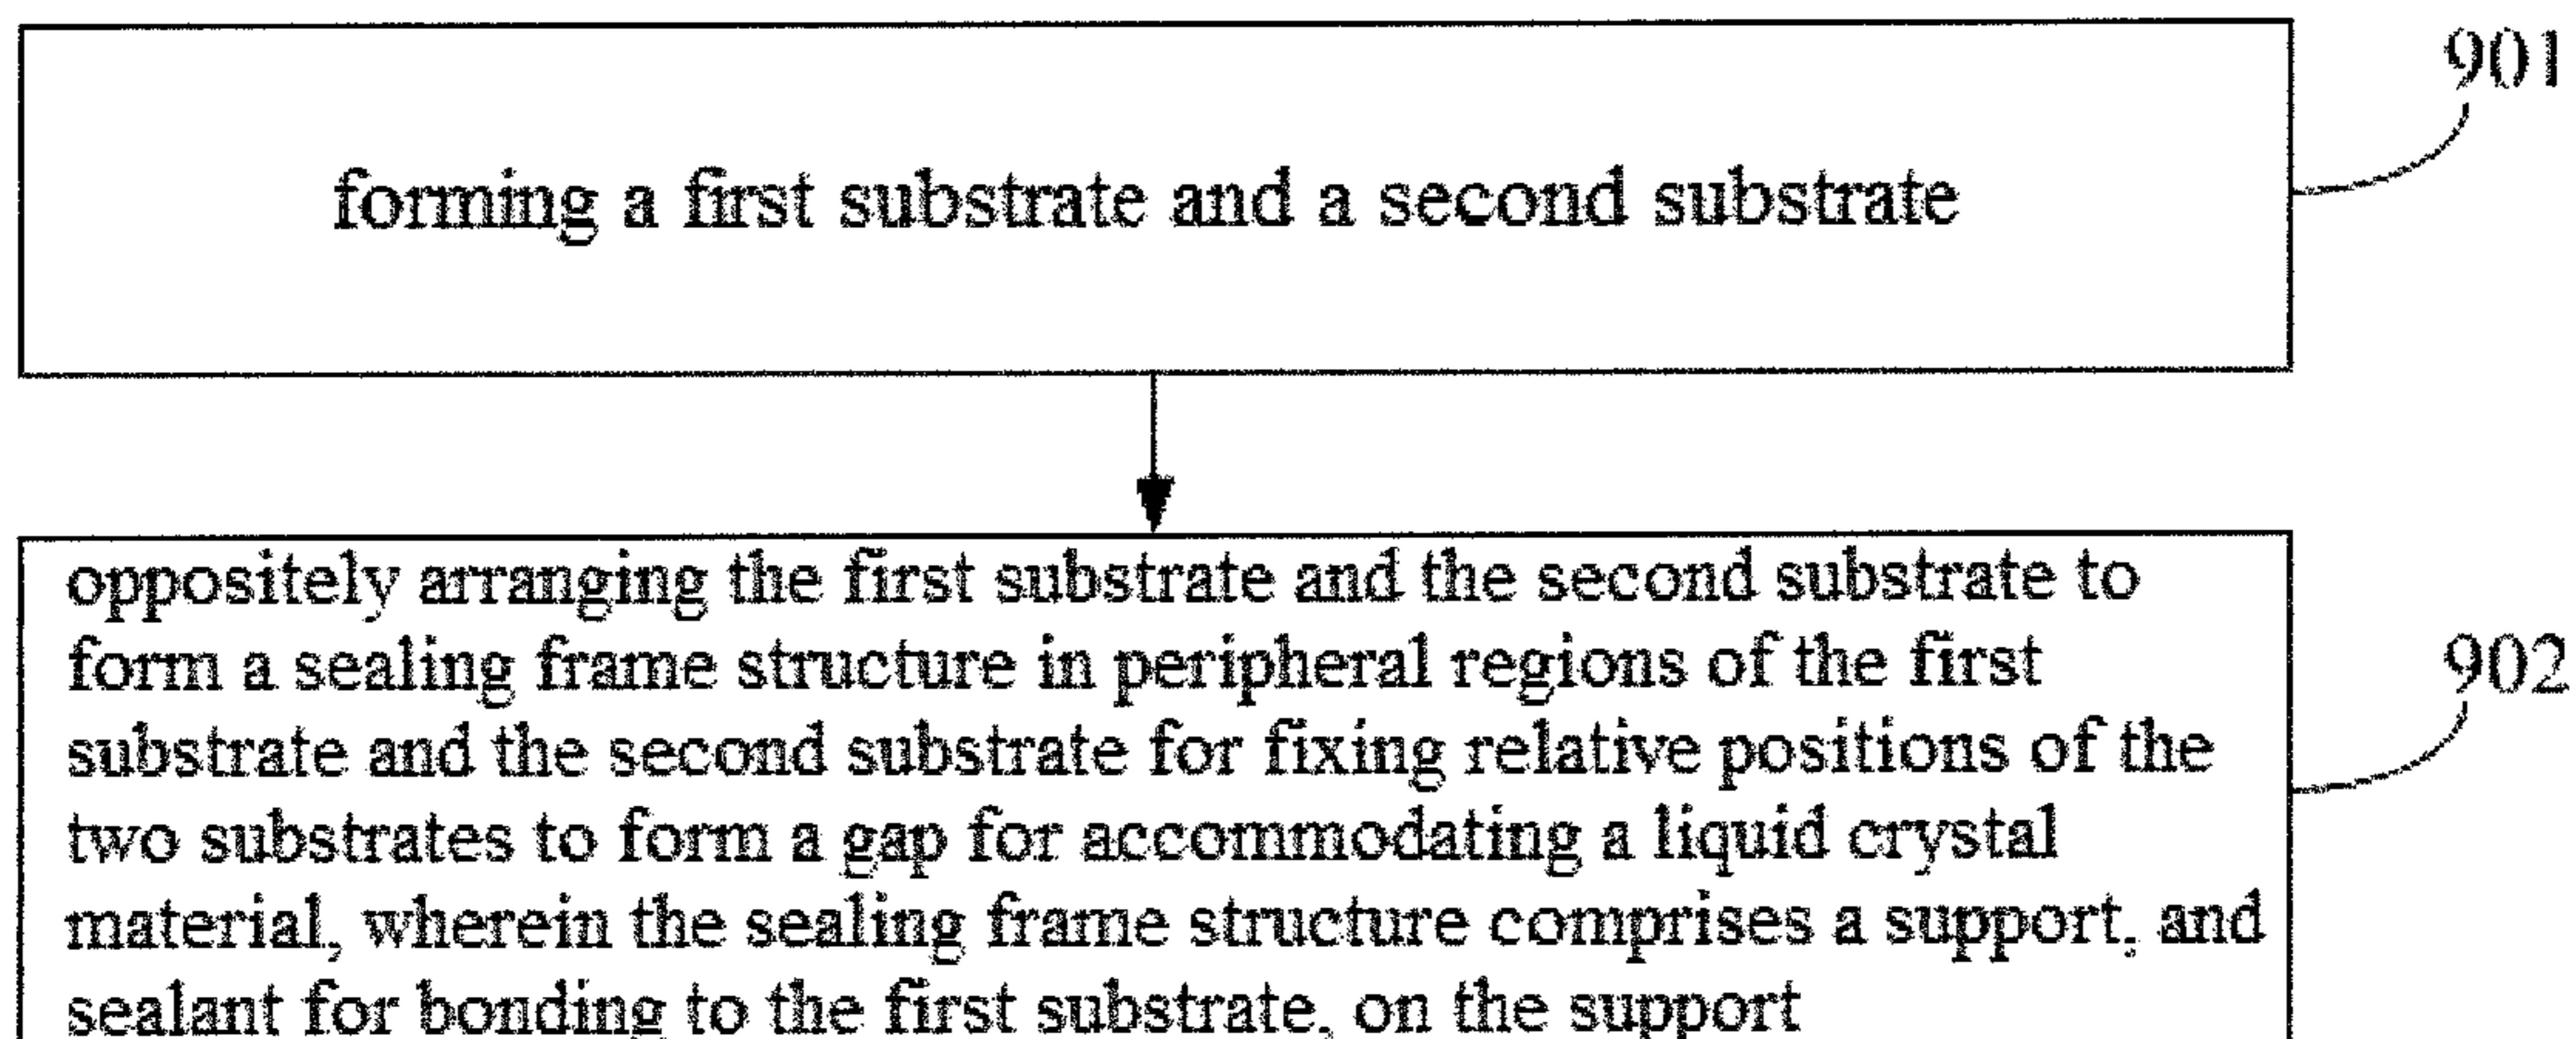 901
forming a first substrate and a second substrate
oppositely arranging the first substrate and the second substrate to
form a sealing frame structure in peripheral regions of the first
902
substrate and the second substrate for fixing relative positions of the
two substrates to form a gap for accommodating a liquid crystal
material, wherein the sealing frame structure comprises a support, and
sealant for bonding to the first substrate, on the support